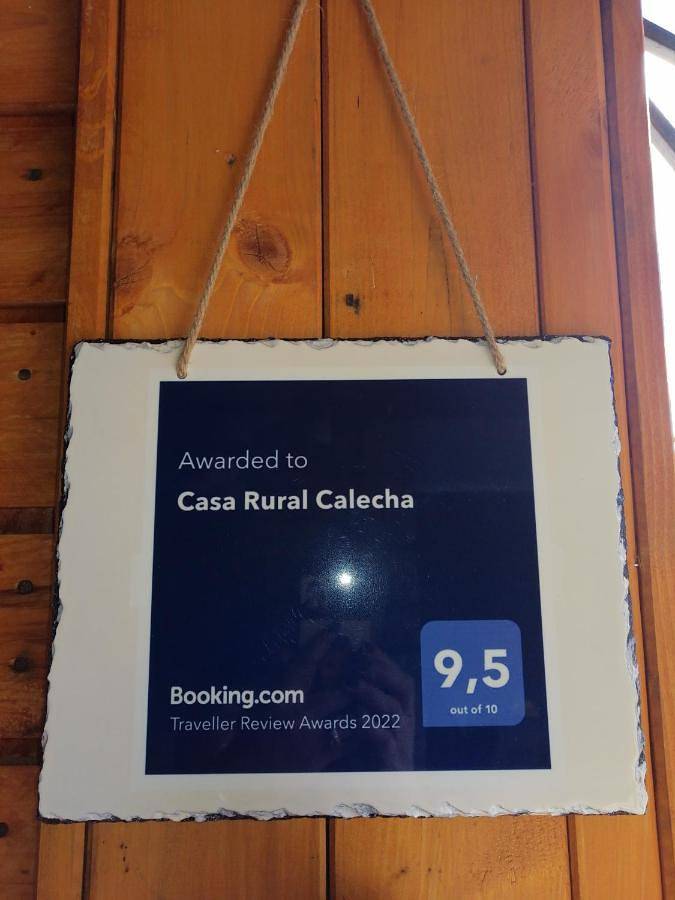 Awarded to
Casa Rural Calecha
9,5
out of 10
Booking.com
Traveller Review Awards 2022